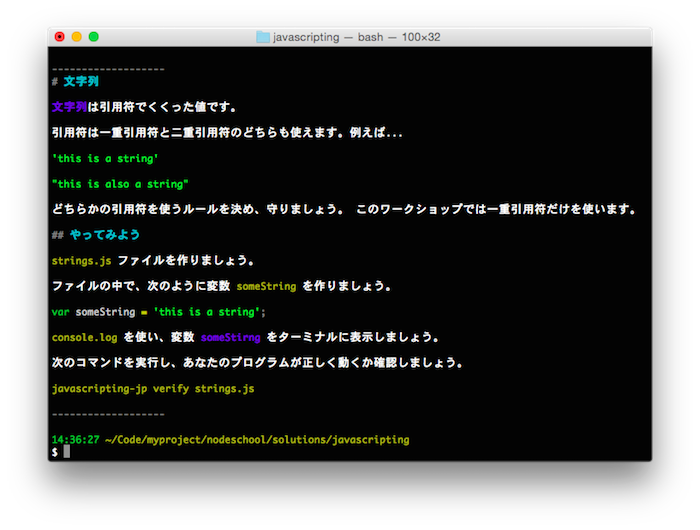 javascripting — bash — 100×32
-------------------
# 文字列
文字列は引用符でくくった値です。
引用符は一重引用符と二重引用符のどちらも使えます。例えば...
'this is a string'
"this is also a string"
どちらかの引用符を使うルールを決め、守りましょう。 このワークショップでは一重引用符だけを使います。
## やってみよう
strings.js ファイルを作りましょう。
ファイルの中で、次のように変数 someString を作りましょう。
var someString = 'this is a string';
console.log を使い、変数 someStirng をターミナルに表示しましょう。
次のコマンドを実行し、あなたのプログラムが正しく動くか確認しましょう。
javascripting-jp verify strings.js
-------------------
14:36:27 ~/Code/myproject/nodeschool/solutions/javascripting
$